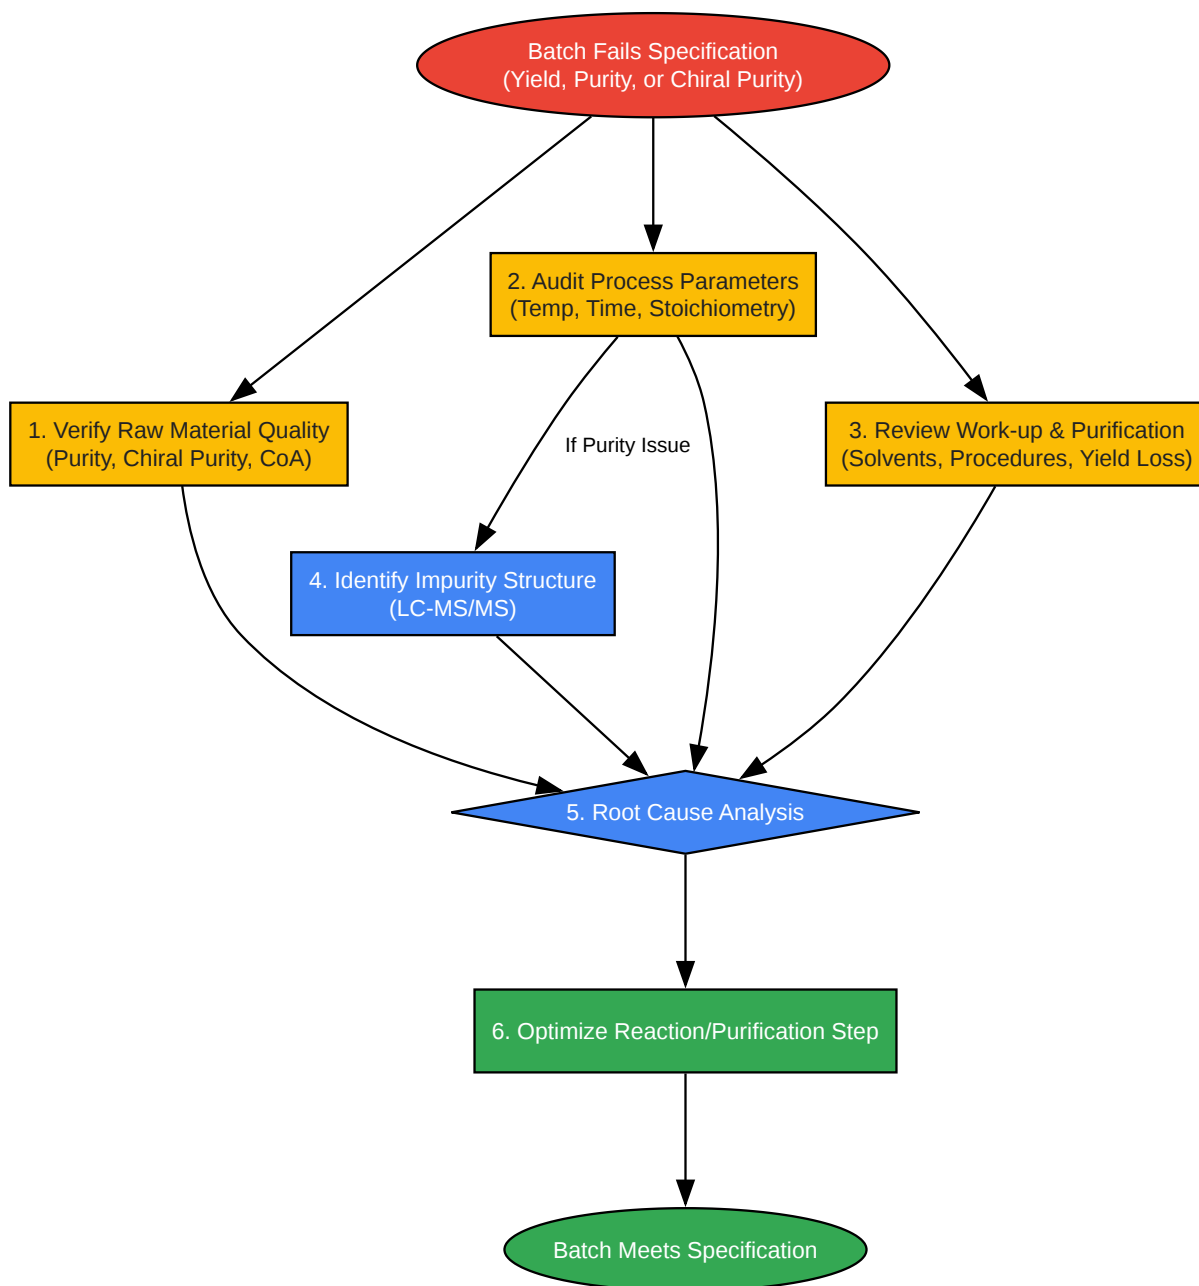 Batch Fails Specification
(Yield, Purity, or Chiral Purity)
2. Audit Process Parameters
(Temp, Time, Stoichiometry)
1. Verify Raw Material Quality
(Purity, Chiral Purity, CoA)
3. Review Work-up & Purification
(Solvents, Procedures, Yield Loss)
If Purity Issue
4. Identify Impurity Structure
(LC-MS/MS)
5. Root Cause Analysis
6. Optimize Reaction/Purification Step
Batch Meets Specification